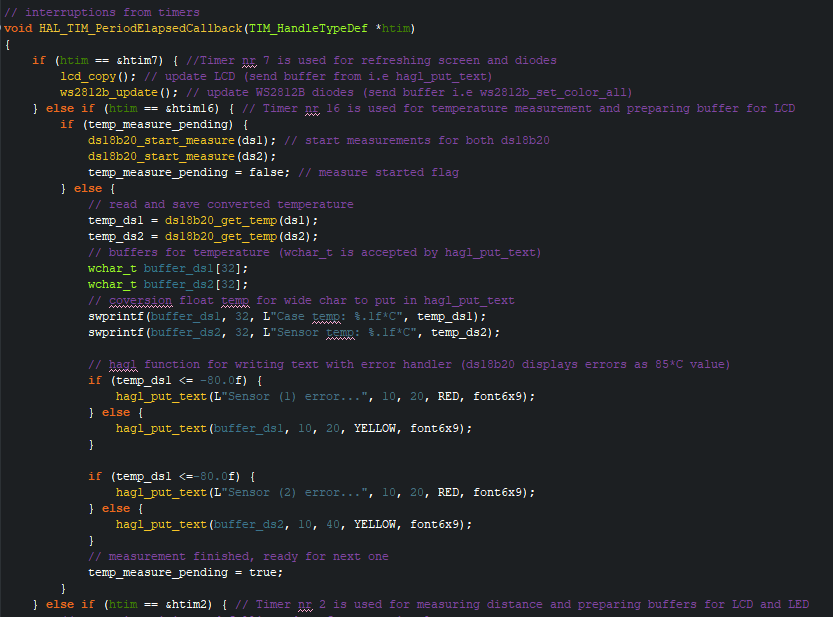 // interruptions from timers
void HAL_TIM_PeriodElapsedCallback(TIM_HandleTypeDef *htim)
{
if (htim == &htim7) { //Timer nr 7 is used for refreshing screen and diodes
lcd_copy(); // update LCD (send buffer from i.e hagl_put_text)
ws2812b_update(); // update WS2812B diodes (send buffer i.e ws2812b_set_color_all)
} else if (htim == &htim16) { // Timer nr 16 is used for temperature measurement and preparing buffer for LCD
if (temp_measure_pending) {
ds18b20_start_measure(ds1); // start measurements for both ds18b20
ds18b20_start_measure(ds2);
temp_measure_pending = false; // measure started flag
} else {
// read and save converted temperature
temp_ds1 = ds18b20_get_temp(ds1);
temp_ds2 = ds18b20_get_temp(ds2);
// buffers for temperature (wchar_t is accepted by hagl_put_text)
wchar_t buffer_ds1[32];
wchar_t buffer_ds2[32];
// coversion float temp for wide char to put in hagl_put_text
swprintf(buffer_ds1, 32, L"Case temp: %.1f*C", temp_ds1);
swprintf(buffer_ds2, 32, L"Sensor temp: %.1f*C", temp_ds2);
// hagl function for writing text with error handler (ds18b20 displays errors as 85*C value)
if (temp_ds1 <= -80.0f) {
hagl_put_text(L"Sensor (1) error...", 10, 20, RED, font6x9);
} else {
hagl_put_text(buffer_ds1, 10, 20, YELLOW, font6x9);
}
if (temp_ds1 <=-80.0f) {
hagl_put_text(L"Sensor (2) error...", 10, 20, RED, font6x9);
} else {
hagl_put_text(buffer_ds2, 10, 40, YELLOW, font6x9);
}
// measurement finished, ready for next one
temp_measure_pending = true;
}
} else if (htim == &htim2) { // Timer nr 2 is used for measuring distance and preparing buffers for LCD and LED